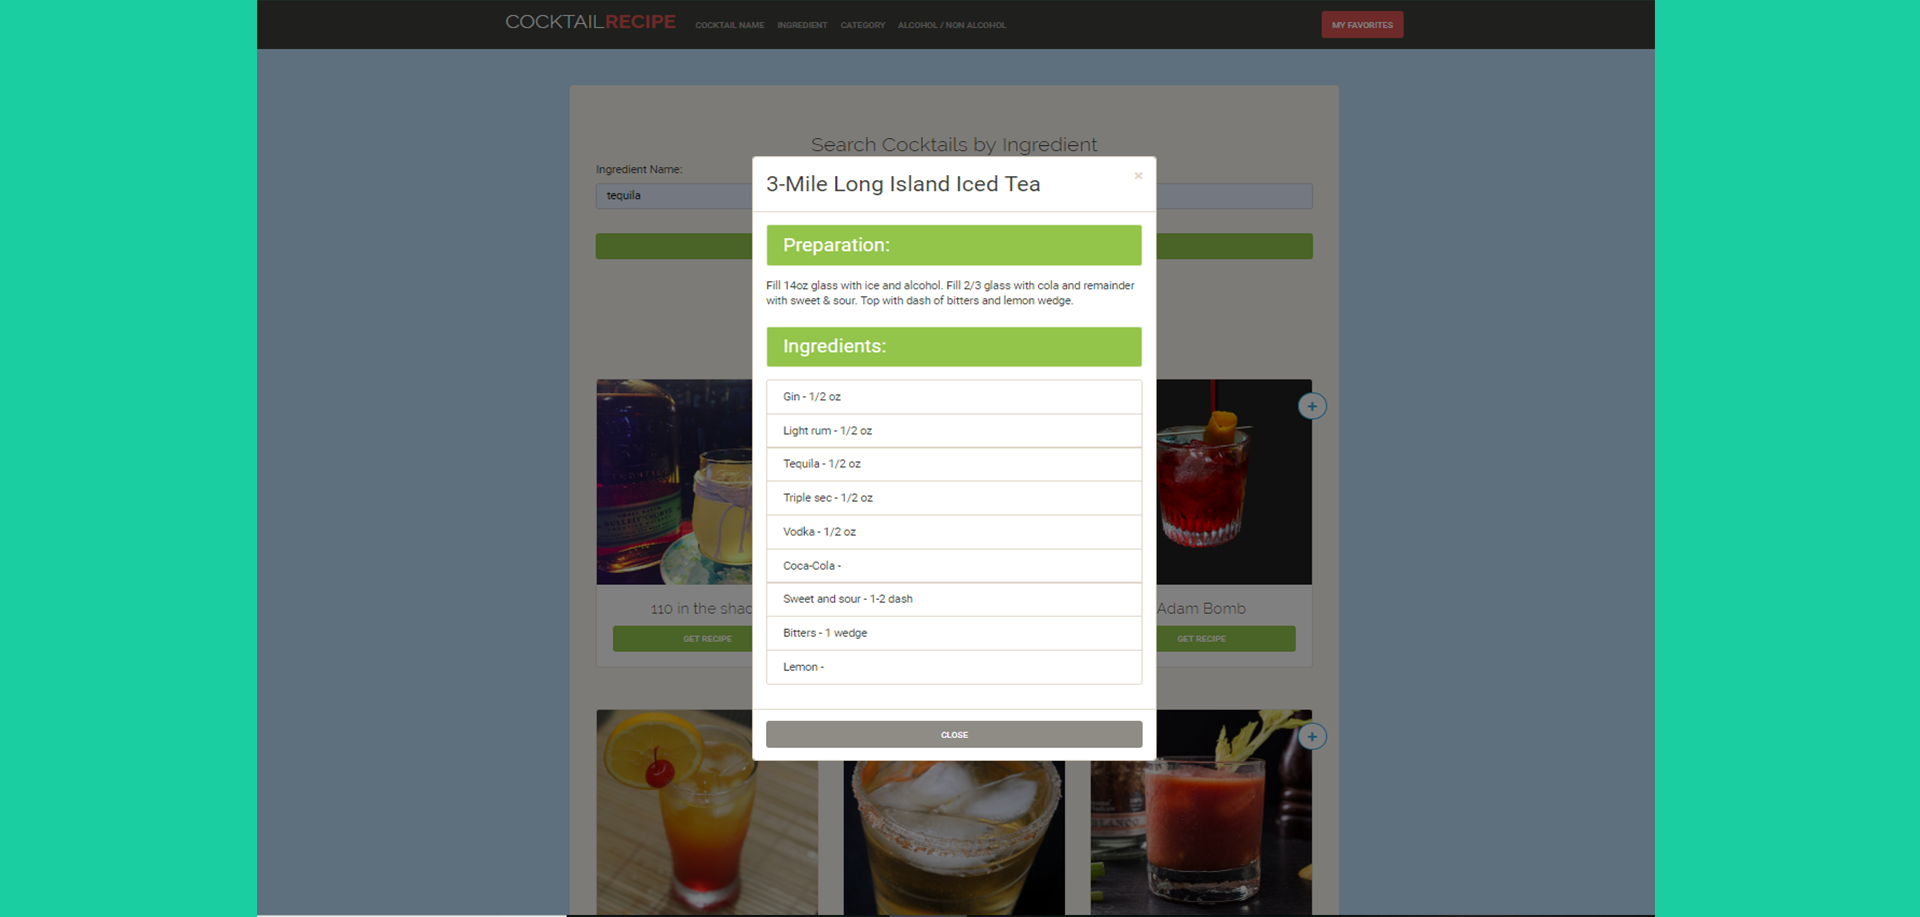 COCKTAILRECIPE COCKTAIL NAME INGREDIENT CATEGORY ALCOHOL / NON ALCOHOL MY FAVORITES
Search Cocktails by Ingredient
Ingredient Name:
tequila
3-Mile Long Island Iced Tea ×
Preparation:
Fill 14oz glass with ice and alcohol. Fill 2/3 glass with cola and remainder
with sweet & sour. Top with dash of bitters and lemon wedge.
Ingredients:
Gin - 1/2 oz
Light rum - 1/2 oz
Tequila - 1/2 oz
Triple sec - 1/2 oz
Vodka - 1/2 oz
Coca-Cola -
Sweet and sour - 1-2 dash
Bitters - 1 wedge
Lemon -
CLOSE
110 in the shad
GET RECIPE
Adam Bomb
GET RECIPE
BLANCO